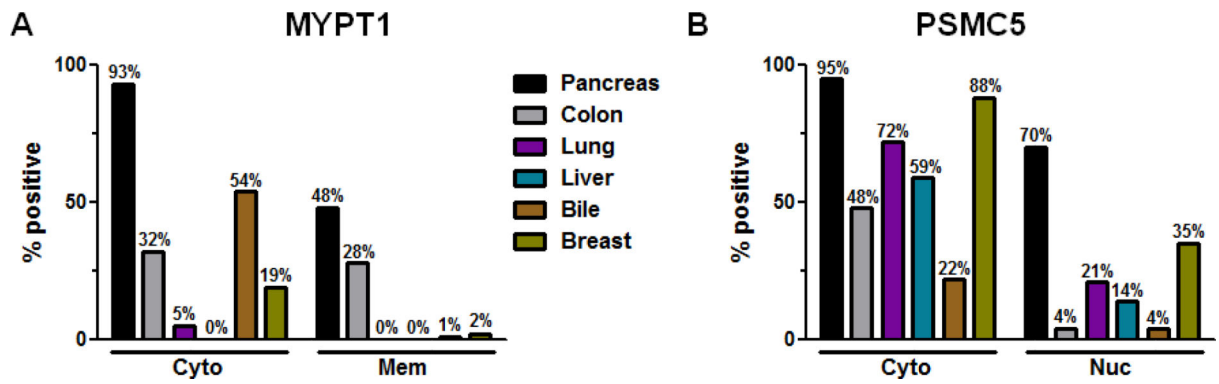 A
MYPT1
% positive
100
50
0
93%
32%
5%
0%
54%
19%
48%
28%
0%
0%
1%
2%
Cyto
Mem
Pancreas
Colon
Lung
Liver
Bile
Breast
B
PSMC5
% positive
100
50
0
95%
48%
72%
59%
22%
88%
70%
4%
21%
14%
4%
35%
Cyto
Nuc